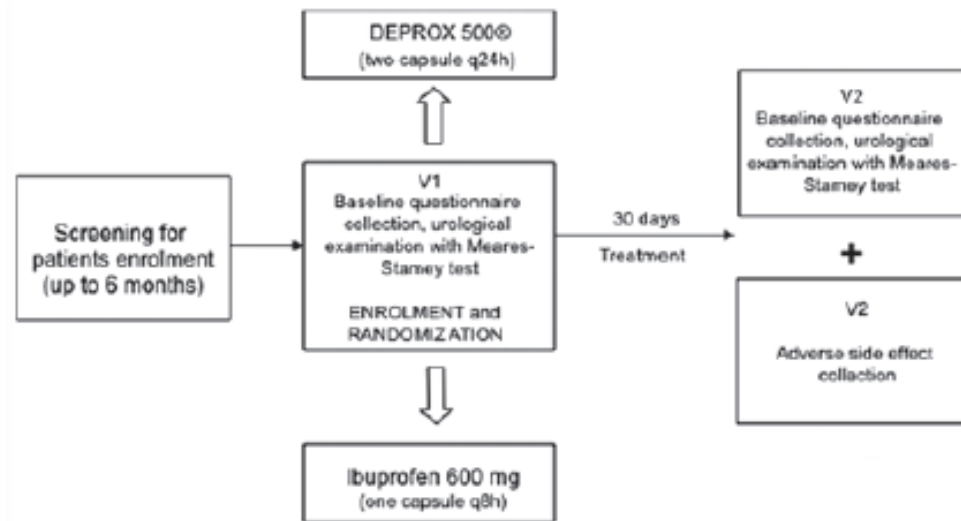 DEPROX 500®
(two capsule q24h)
Screening for
patients enrolment
(up to 6 months)
V1
Baseline questionnaire
collection, urological
examination with Meares-
Stamey test
ENROLMENT and
RANDOMIZATION
Ibuprofen 600 mg
(one capsule q8h)
30 days
Treatment
V2
Baseline questionnaire
collection, urological
examination with Meares-
Stamey test
+
V2
Adverse side effect
collection